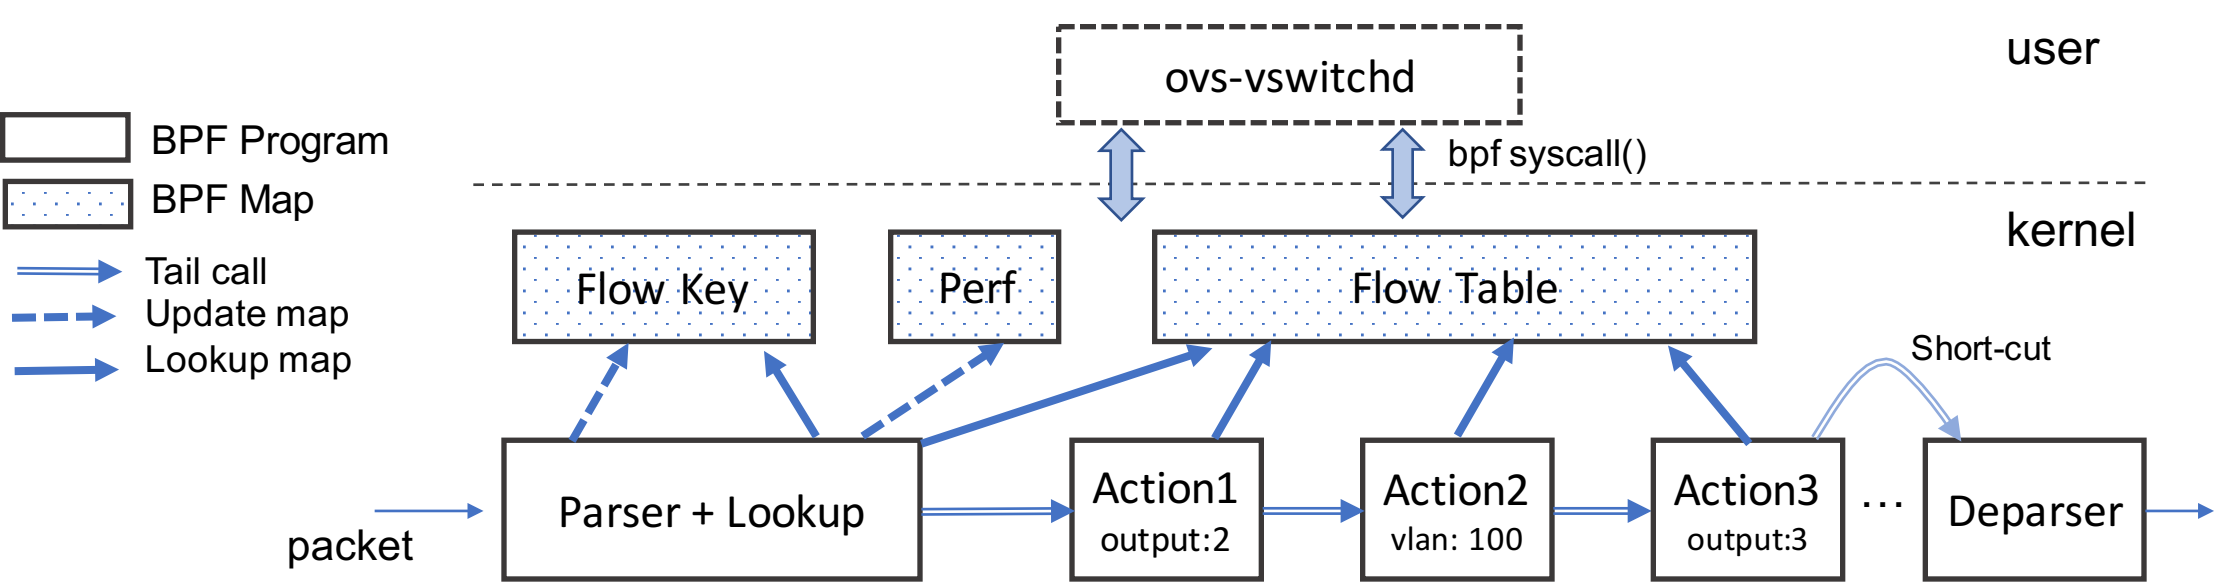 user
ovs-vswitchd
bpf syscall()
kernel
BPF Program
BPF Map
Tail call
Update map
Lookup map
Flow Key
Perf
Flow Table
Short-cut
packet
Parser + Lookup
Action1
output:2
Action2
vlan: 100
Action3
output:3
...
Deparser